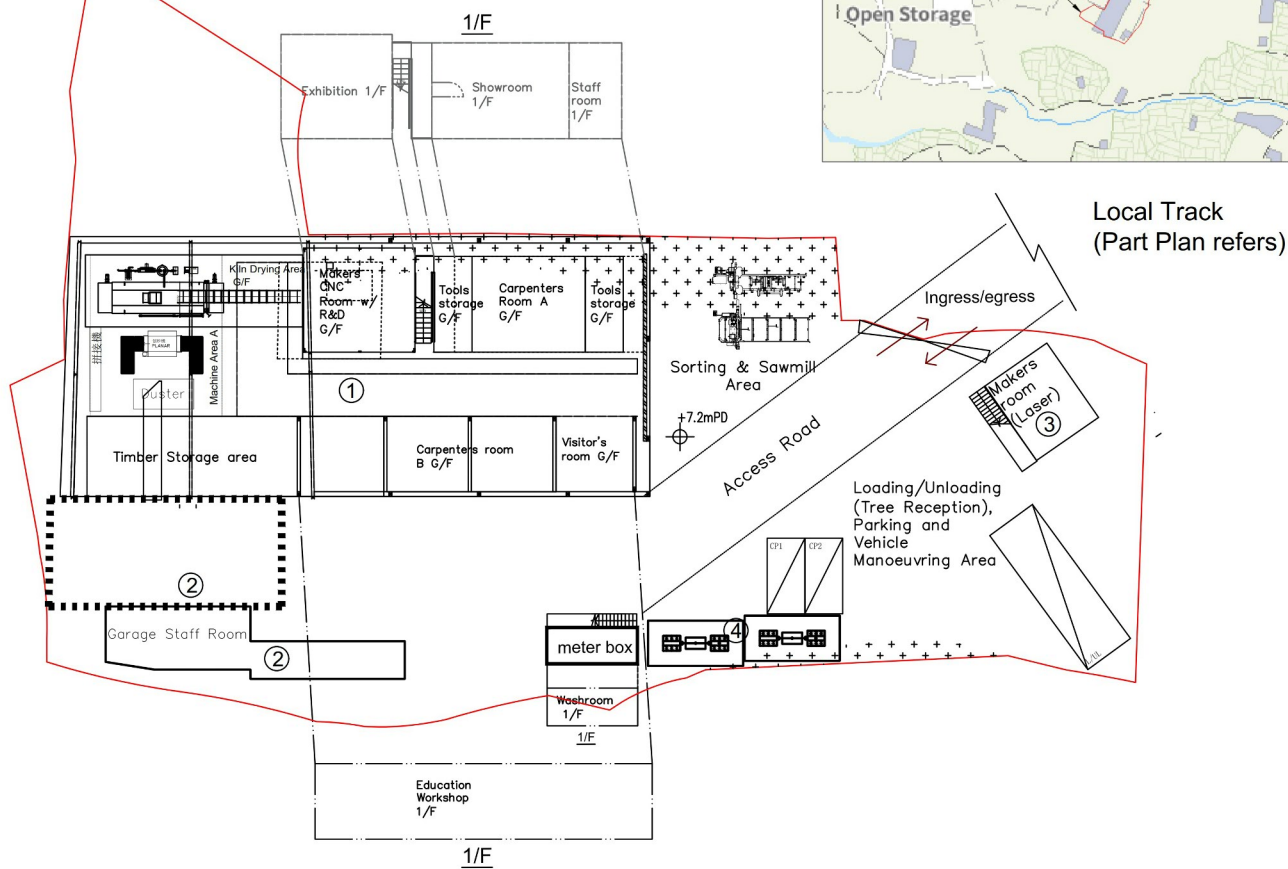 1/F
Open Storage
Exhibition 1/F
Showroom
1/F
Staff
room
1/F
Local Track
(Part Plan refers)
Kiln Drying Area
G/F
Makers
CNC
Room w/
R&D
G/F
Tools
storage
G/F
Carpenters
Room A
G/F
Tools
storage
G/F
Ingress/egress
拼接機
PLANAR
Machine Area A
Duster
1
Sorting & Sawmill
Area
+7.2mPD
Makers
room
(Laser)
3
Timber Storage area
Carpenters room
B G/F
Visitor's
room G/F
Access Road
Loading/Unloading
(Tree Reception),
Parking and
Vehicle
Manoeuvring Area
CP1
CP2
2
Garage Staff Room
2
meter box
4
L/UL
Washroom
1/F
1/F
Education
Workshop
1/F
1/F